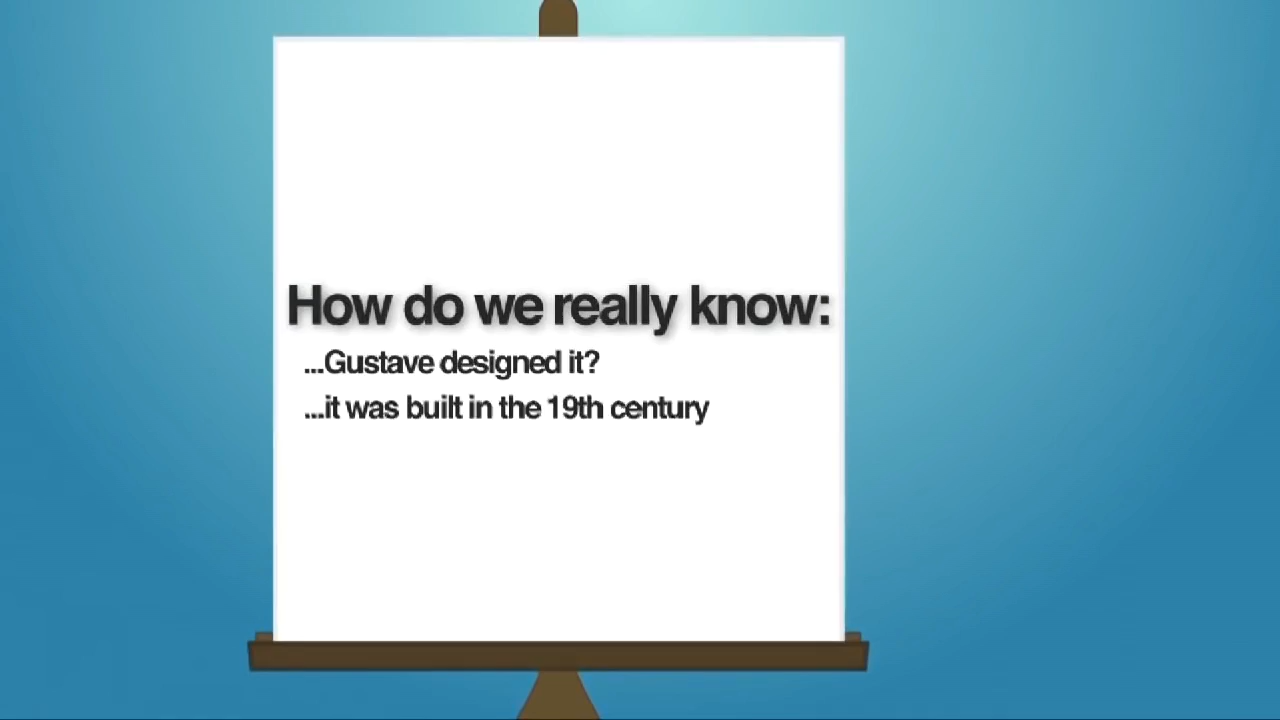 How do we really know:
...Gustave designed it?
...it was built in the 19th century